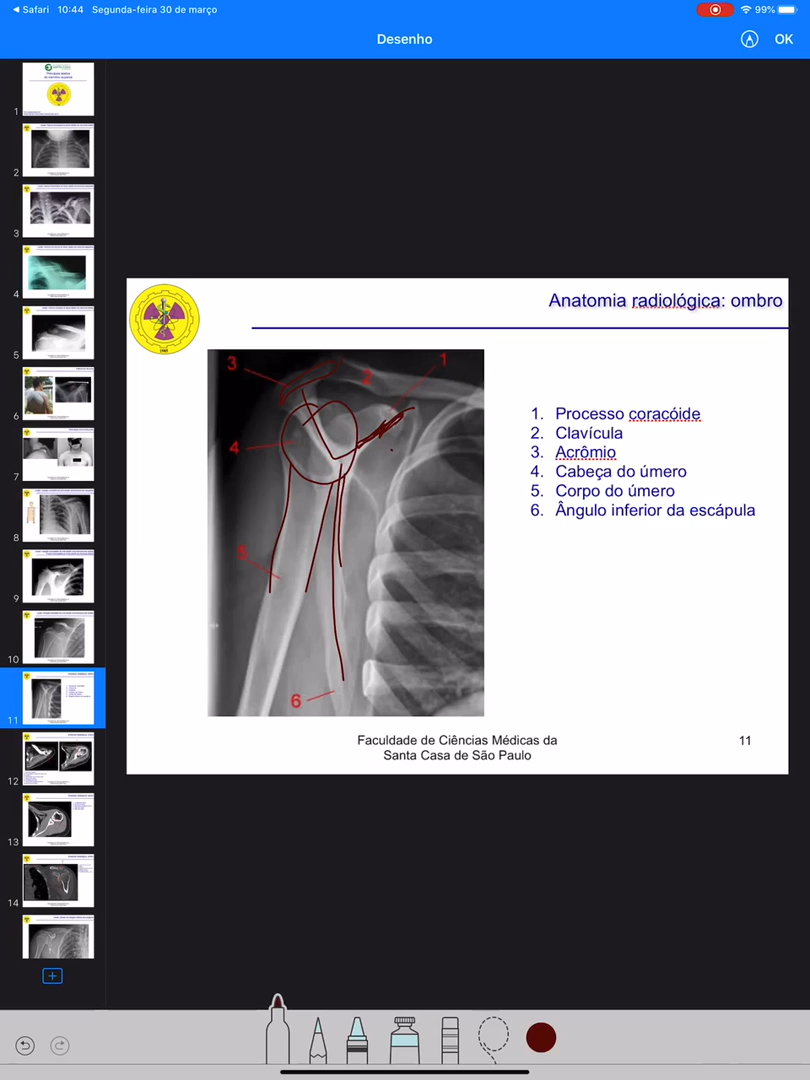 Safari 10:44 Segunda-feira 30 de março 99%
Desenho OK
1
2
3
4
5
6
7
8
9
10
11
12
13
14
Anatomia radiológica: ombro
3 2 1
4
5
6
1. Processo coracóide
2. Clavícula
3. Acrômio
4. Cabeça do úmero
5. Corpo do úmero
6. Ângulo inferior da escápula
Faculdade de Ciências Médicas da
Santa Casa de São Paulo
11